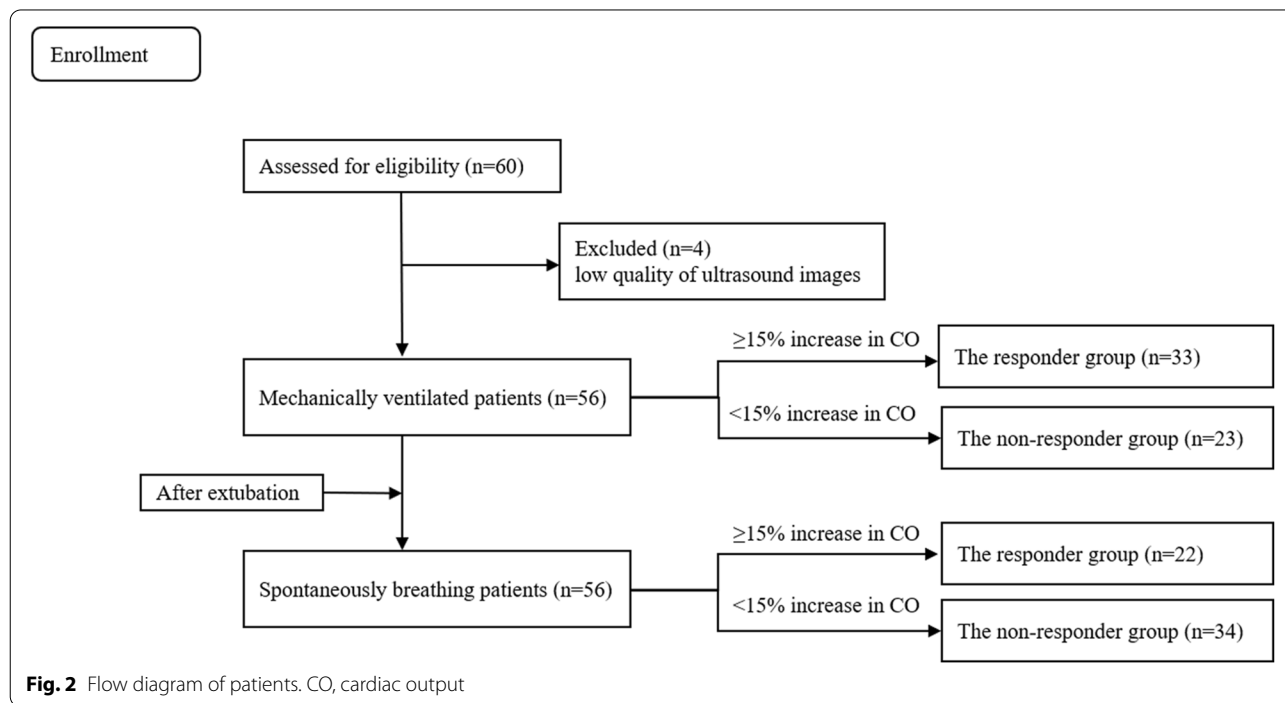 Enrollment
Assessed for eligibility (n=60)
Excluded (n=4)
low quality of ultrasound images
Mechanically ventilated patients (n=56)
≥15% increase in CO
The responder group (n=33)
<15% increase in CO
The non-responder group (n=23)
After extubation
Spontaneously breathing patients (n=56)
≥15% increase in CO
The responder group (n=22)
<15% increase in CO
The non-responder group (n=34)
Fig. 2 Flow diagram of patients. CO, cardiac output